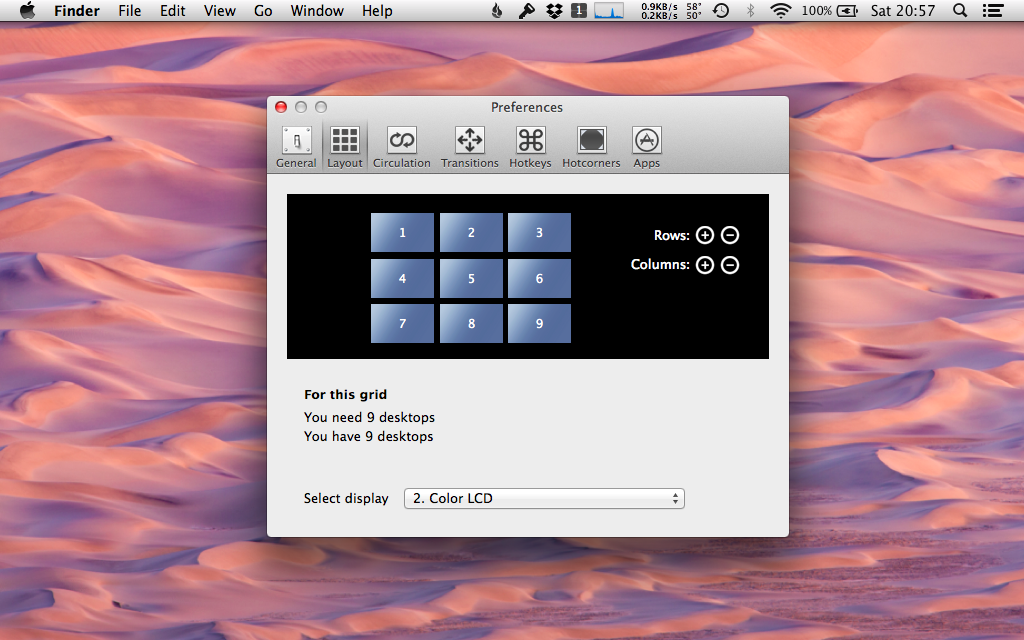 Finder File Edit View Go Window Help 1 0.9KB/s 58° 100% Sat 20:57
0.2KB/s 50°
Preferences
General Layout Circulation Transitions Hotkeys Hotcorners Apps
1 2 3
Rows:
Columns:
4 5 6
7 8 9
For this grid
You need 9 desktops
You have 9 desktops
Select display 2. Color LCD